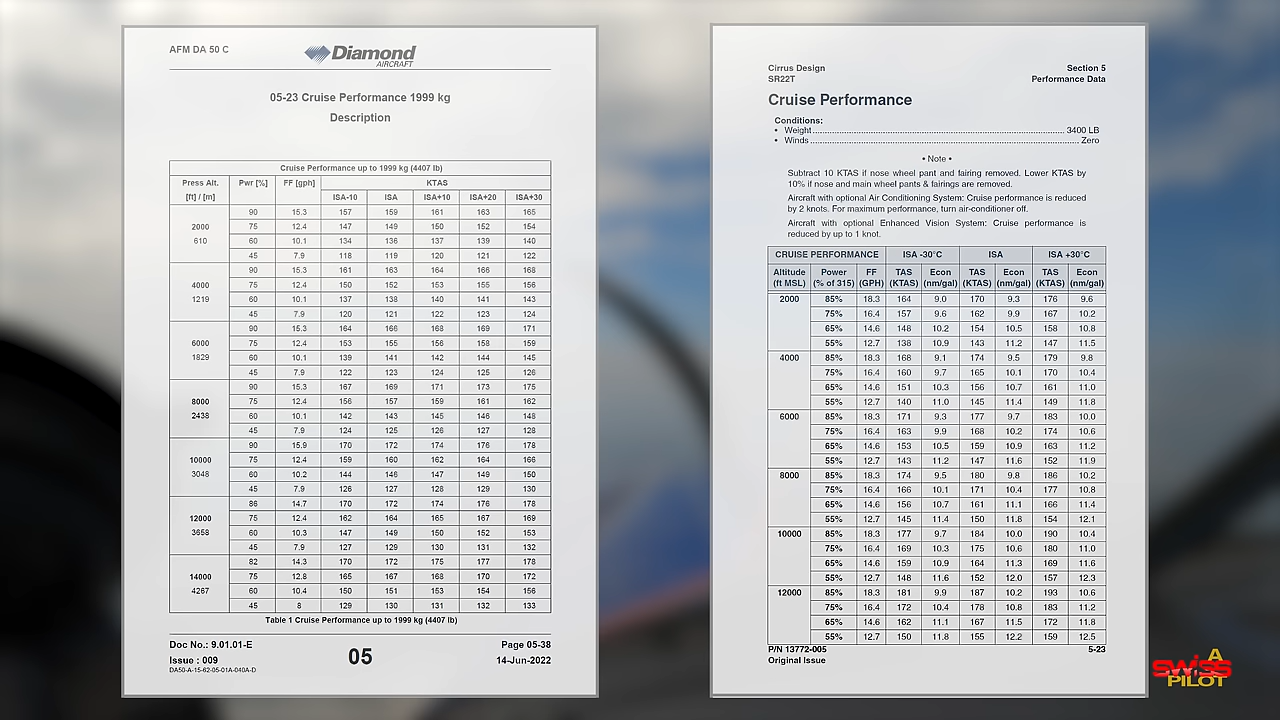 AFM DA 50 C
Diamond
AIRCRAFT
05-23 Cruise Performance 1999 kg
Description
Cruise Performance up to 1999 kg (4407 lb)
Press Alt. Pwr [%] FF [gph] KTAS
[ft] / [m] ISA-10 ISA ISA+10 ISA+20 ISA+30
2000 610
90 15.3 157 159 161 163 165
75 12.4 147 149 150 152 154
60 10.1 134 136 137 139 140
45 7.9 118 119 120 121 122
4000 1219
90 15.3 161 163 164 166 168
75 12.4 150 152 153 155 156
60 10.1 137 138 140 141 143
45 7.9 120 121 122 123 124
6000 1829
90 15.3 164 166 168 169 171
75 12.4 153 155 156 158 159
60 10.1 139 141 142 144 145
45 7.9 122 123 124 125 126
8000 2438
90 15.3 167 169 171 173 175
75 12.4 156 157 159 161 162
60 10.1 142 143 145 146 148
45 7.9 124 125 126 127 128
10000 3048
90 15.9 170 172 174 176 178
75 12.4 159 160 162 164 166
60 10.2 144 146 147 149 150
45 7.9 126 127 128 129 130
12000 3658
86 14.7 170 172 174 176 178
75 12.4 162 164 165 167 169
60 10.3 147 149 150 152 153
45 7.9 127 129 130 131 132
14000 4267
82 14.3 170 172 175 177 178
75 12.8 165 167 168 170 172
60 10.4 150 151 153 154 156
45 8 129 130 131 132 133
Table 1 Cruise Performance up to 1999 kg (4407 lb)
Doc No.: 9.01.01-E Page 05-38
Issue : 009 05 14-Jun-2022
DA50-A-15-62-05-01A-040A-D
Cirrus Design Section 5
SR22T Performance Data
Cruise Performance
Conditions:
• Weight 3400 LB
• Winds Zero
• Note •
Subtract 10 KTAS if nose wheel pant and fairing removed. Lower KTAS by
10% if nose and main wheel pants & fairings are removed.
Aircraft with optional Air Conditioning System: Cruise performance is reduced
by 2 knots. For maximum performance, turn air-conditioner off.
Aircraft with optional Enhanced Vision System: Cruise performance is
reduced by up to 1 knot.
CRUISE PERFORMANCE ISA -30°C ISA ISA +30°C
Altitude Power FF TAS Econ TAS Econ TAS Econ
(ft MSL) (% of 315) (GPH) (KTAS) (nm/gal) (KTAS) (nm/gal) (KTAS) (nm/gal)
2000 85% 18.3 164 9.0 170 9.3 176 9.6
75% 16.4 157 9.6 162 9.9 167 10.2
65% 14.6 148 10.2 154 10.5 158 10.8
55% 12.7 138 10.9 143 11.2 147 11.5
4000 85% 18.3 168 9.1 174 9.5 179 9.8
75% 16.4 160 9.7 165 10.1 170 10.4
65% 14.6 151 10.3 156 10.7 161 11.0
55% 12.7 140 11.0 145 11.4 149 11.8
6000 85% 18.3 171 9.3 177 9.7 183 10.0
75% 16.4 163 9.9 168 10.2 174 10.6
65% 14.6 153 10.5 159 10.9 163 11.2
55% 12.7 143 11.2 147 11.6 152 11.9
8000 85% 18.3 174 9.5 180 9.8 186 10.2
75% 16.4 166 10.1 171 10.4 177 10.8
65% 14.6 156 10.7 161 11.1 166 11.4
55% 12.7 145 11.4 150 11.8 154 12.1
10000 85% 18.3 177 9.7 184 10.0 190 10.4
75% 16.4 169 10.3 175 10.6 180 11.0
65% 14.6 159 10.9 164 11.3 169 11.6
55% 12.7 148 11.6 152 12.0 157 12.3
12000 85% 18.3 181 9.9 187 10.2 193 10.6
75% 16.4 172 10.4 178 10.8 183 11.2
65% 14.6 162 11.1 167 11.5 172 11.8
55% 12.7 150 11.8 155 12.2 159 12.5
P/N 13772-005 5-23
Original Issue
A
SWISS
PILOT